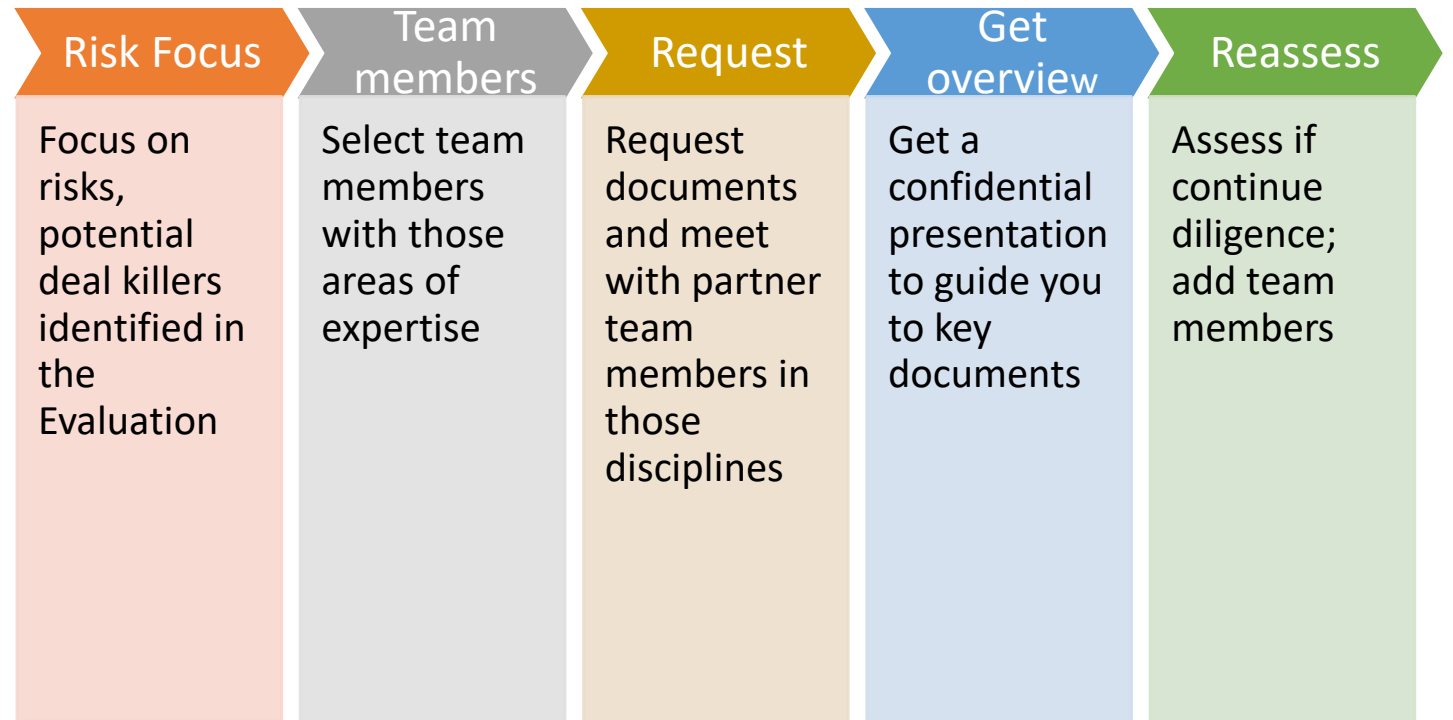 Risk Focus
Focus on
risks,
potential
deal killers
identified in
the
Evaluation
Team
members
Select team
members
with those
areas of
expertise
Request
Request
documents
and meet
with partner
team
members in
those
disciplines
Get
overview
Get a
confidential
presentation
to guide you
to key
documents
Reassess
Assess if
continue
diligence;
add team
members